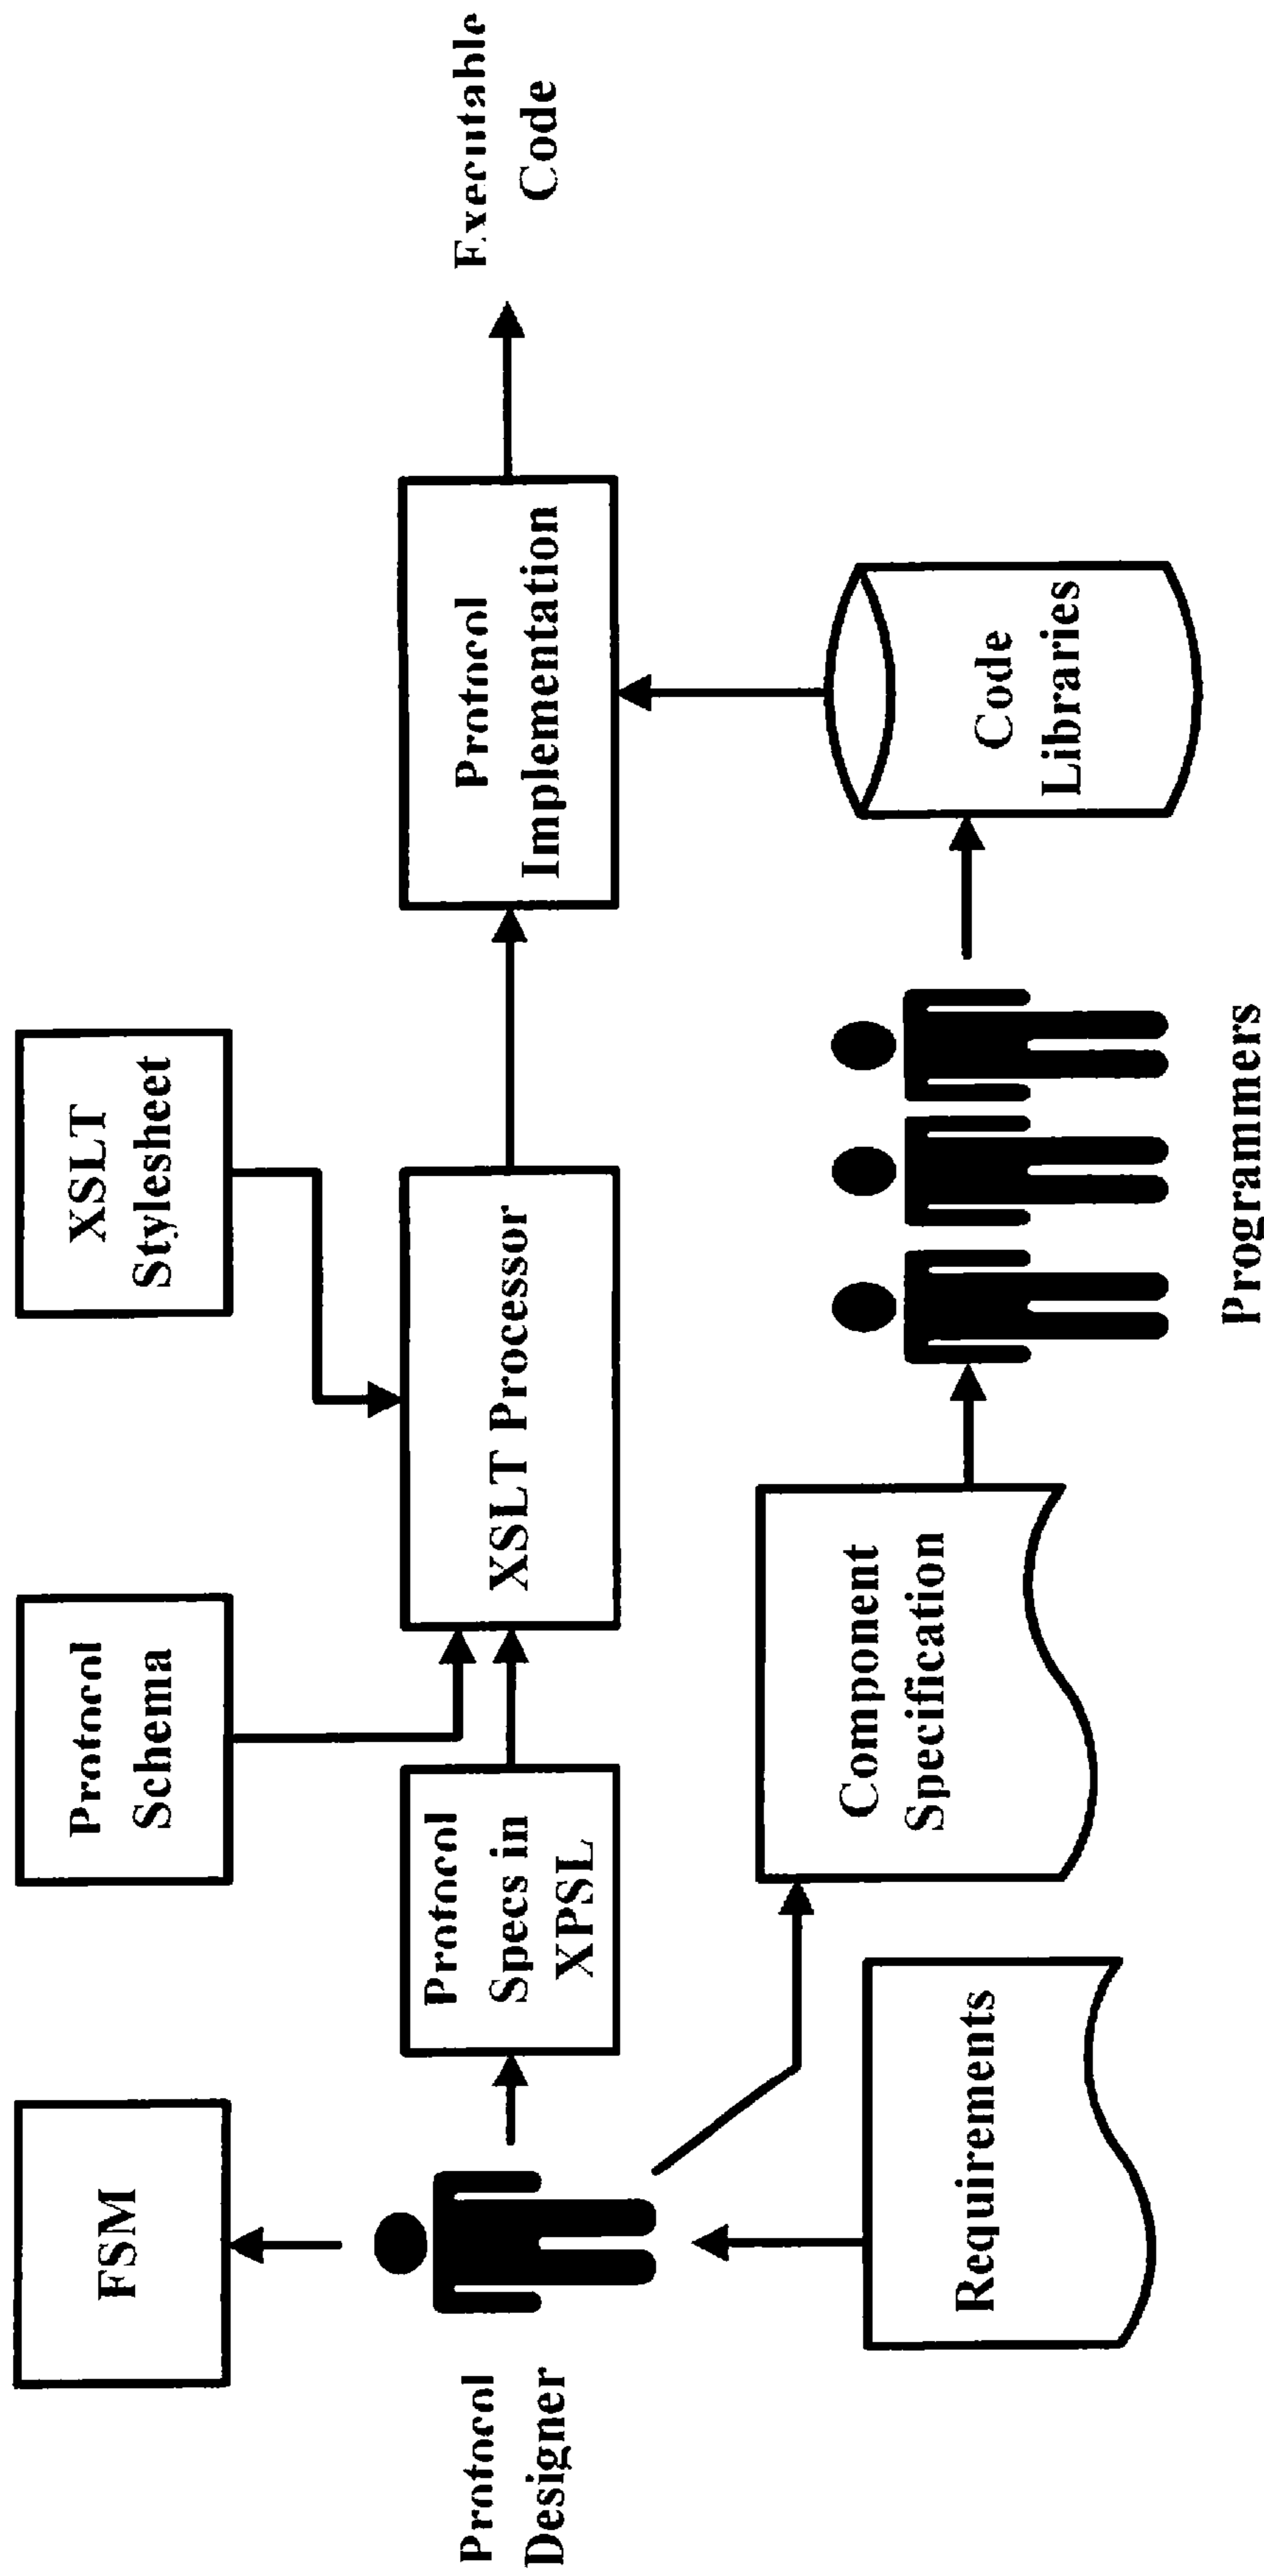 FSM
Protocol
Schema
XSLT
Stylesheet
Protocol
Designer
Protocol
Specs in
XPSL
XSLT Processor
Protocol
Implementation
Executable
Code
Requirements
Component
Specification
Programmers
Code
Libraries